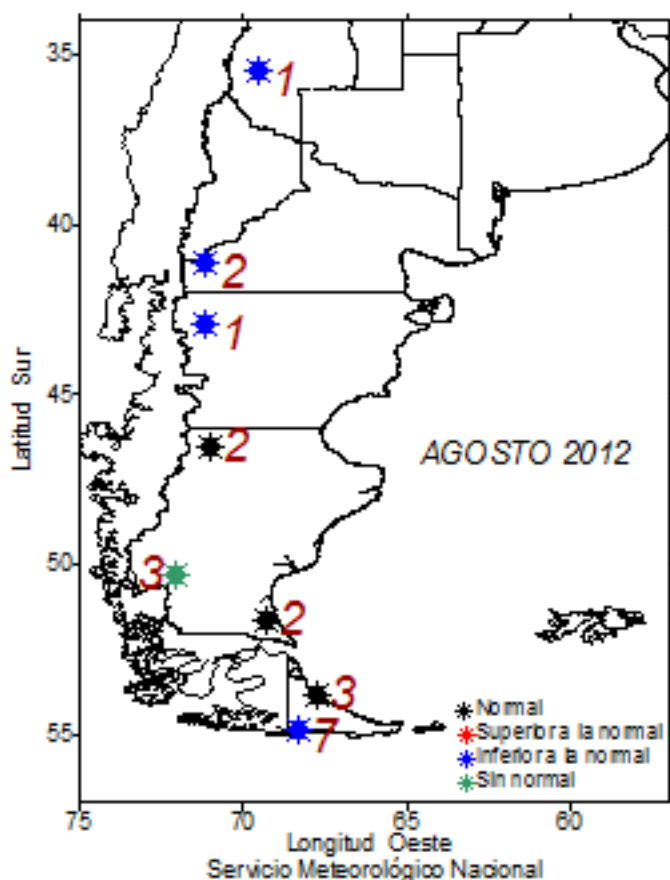 35
1
40
2
1
45
2
AGOSTO 2012
50
3
2
3
7
55
Normal
Superior a la normal
Inferior a la normal
Sin normal
Latitud Sur
75 70 65 60
Longitud Oeste
Servicio Meteorológico Nacional